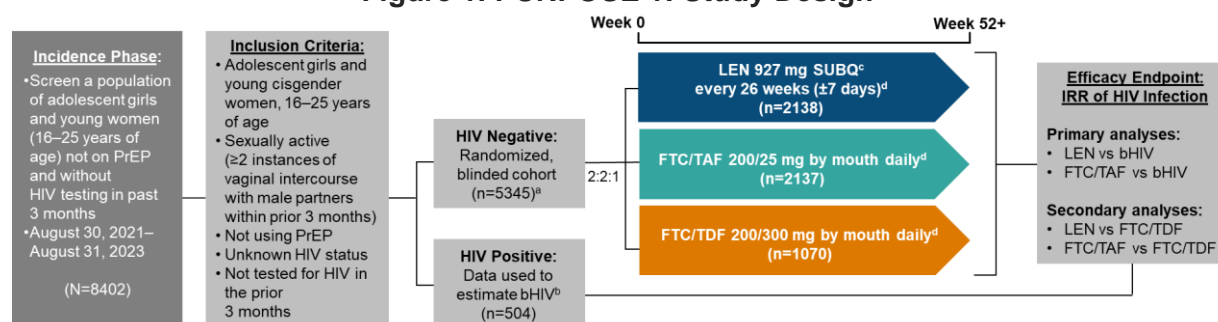 Week 0
Week 52+
Incidence Phase:
•Screen a population
of adolescent girls
and young women
(16–25 years of
age) not on PrEP
and without
HIV testing in past
3 months
•August 30, 2021–
August 31, 2023
(N=8402)
Inclusion Criteria:
• Adolescent girls and
young cisgender
women, 16–25 years
of age
• Sexually active
(≥2 instances of
vaginal intercourse
with male partners
within prior 3 months)
• Not using PrEP
• Unknown HIV status
• Not tested for HIV in
the prior
3 months
HIV Negative:
Randomized,
blinded cohort
(n=5345)ᵃ
HIV Positive:
Data used to
estimate bHIVᵇ
(n=504)
2:2:1
LEN 927 mg SUBQᶜ
every 26 weeks (±7 days)ᵈ
(n=2138)
FTC/TAF 200/25 mg by mouth dailyᵈ
(n=2137)
FTC/TDF 200/300 mg by mouth dailyᵈ
(n=1070)
Efficacy Endpoint:
IRR of HIV Infection
Primary analyses:
• LEN vs bHIV
• FTC/TAF vs bHIV
Secondary analyses:
• LEN vs FTC/TDF
• FTC/TAF vs FTC/TDF